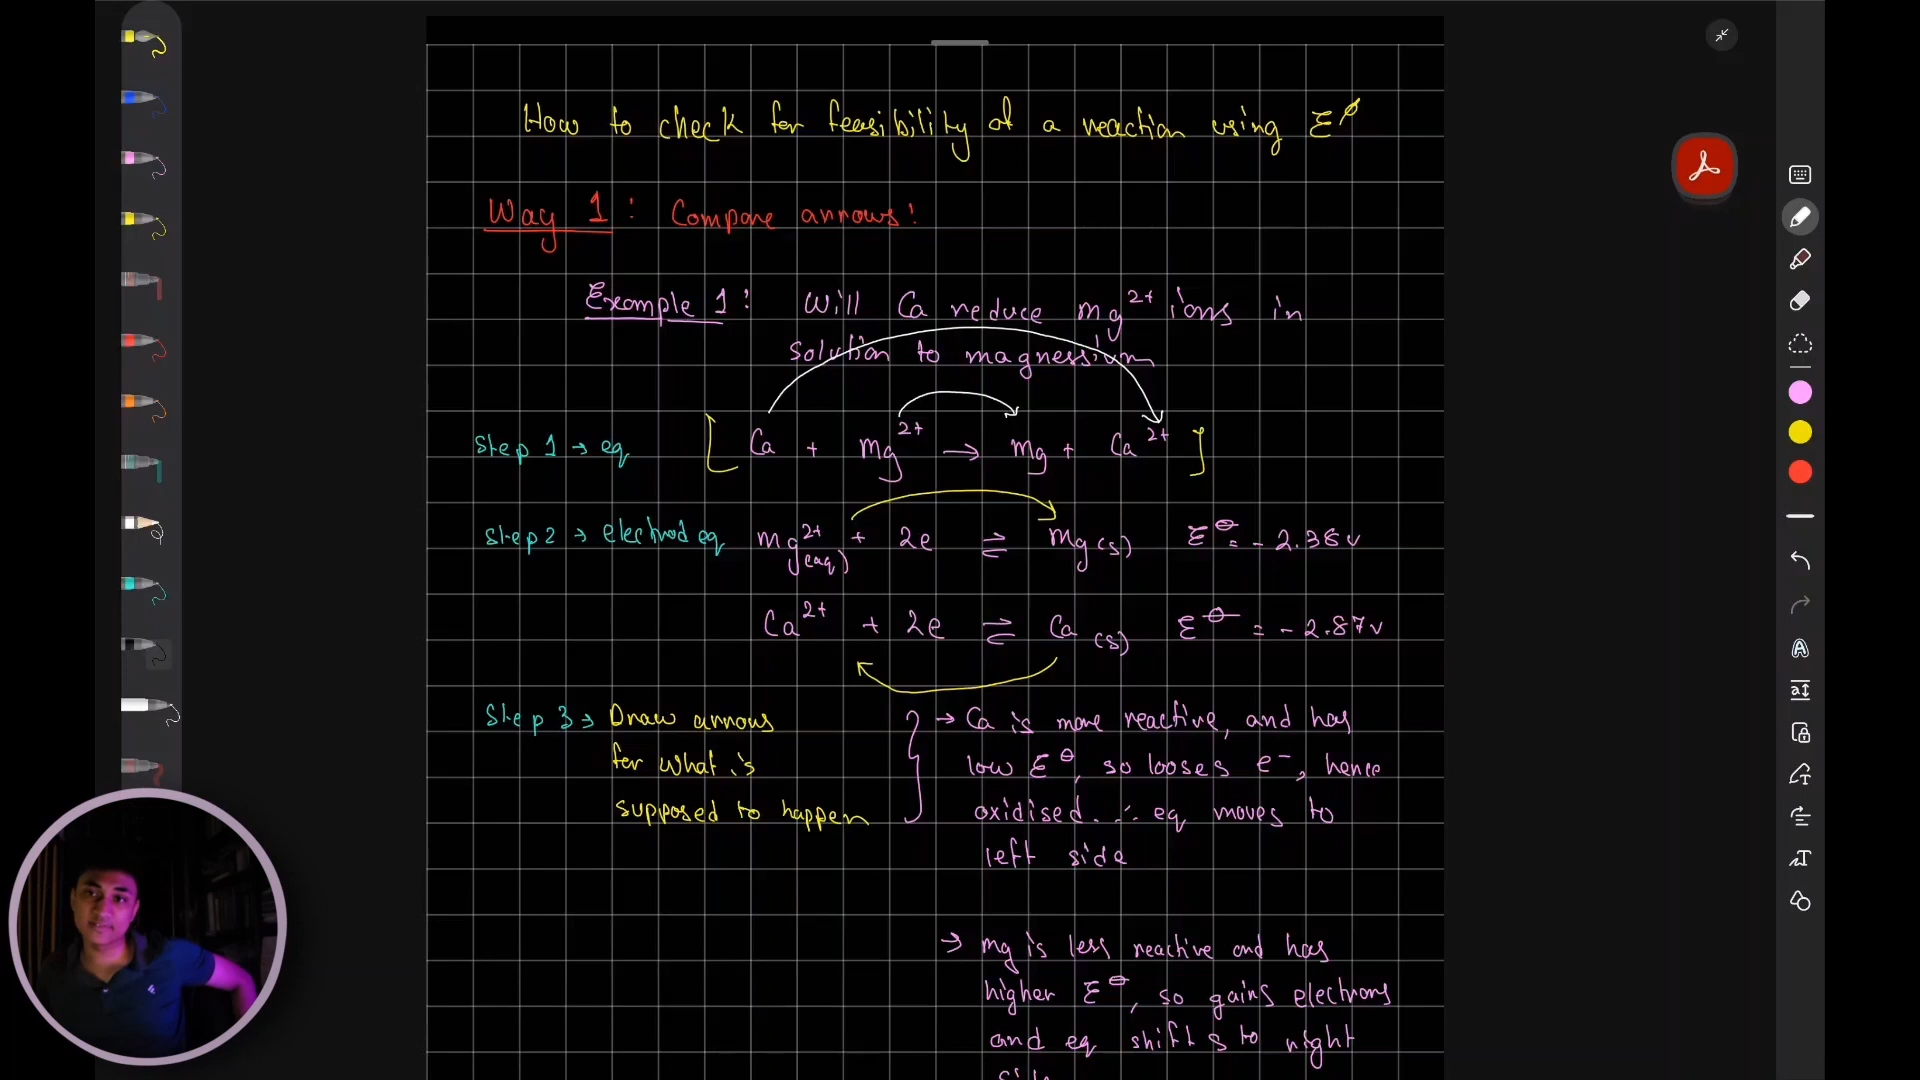 How to check for feasibility of a reaction using E⦵
Way 1: Compare arrows!
Example 1: Will Ca reduce Mg²⁺ ions in
solution to magnessium
Step 1 → eq [ Ca + Mg²⁺ → Mg + Ca²⁺ ]
Step 2 → electrod eq Mg²⁺(aq) + 2e ⇌ Mg(s) E⦵ = - 2.38v
Ca²⁺ + 2e ⇌ Ca(s) E⦵ = - 2.87v
Step 3 → Draw arrows
for what is
supposed to happen
→ Ca is more reactive, and has
low E⦵, so looses e⁻, hence
oxidised. ∴ eq moves to
left side
→ Mg is less reactive and has
higher E⦵, so gains electrons
and eq shifts to right